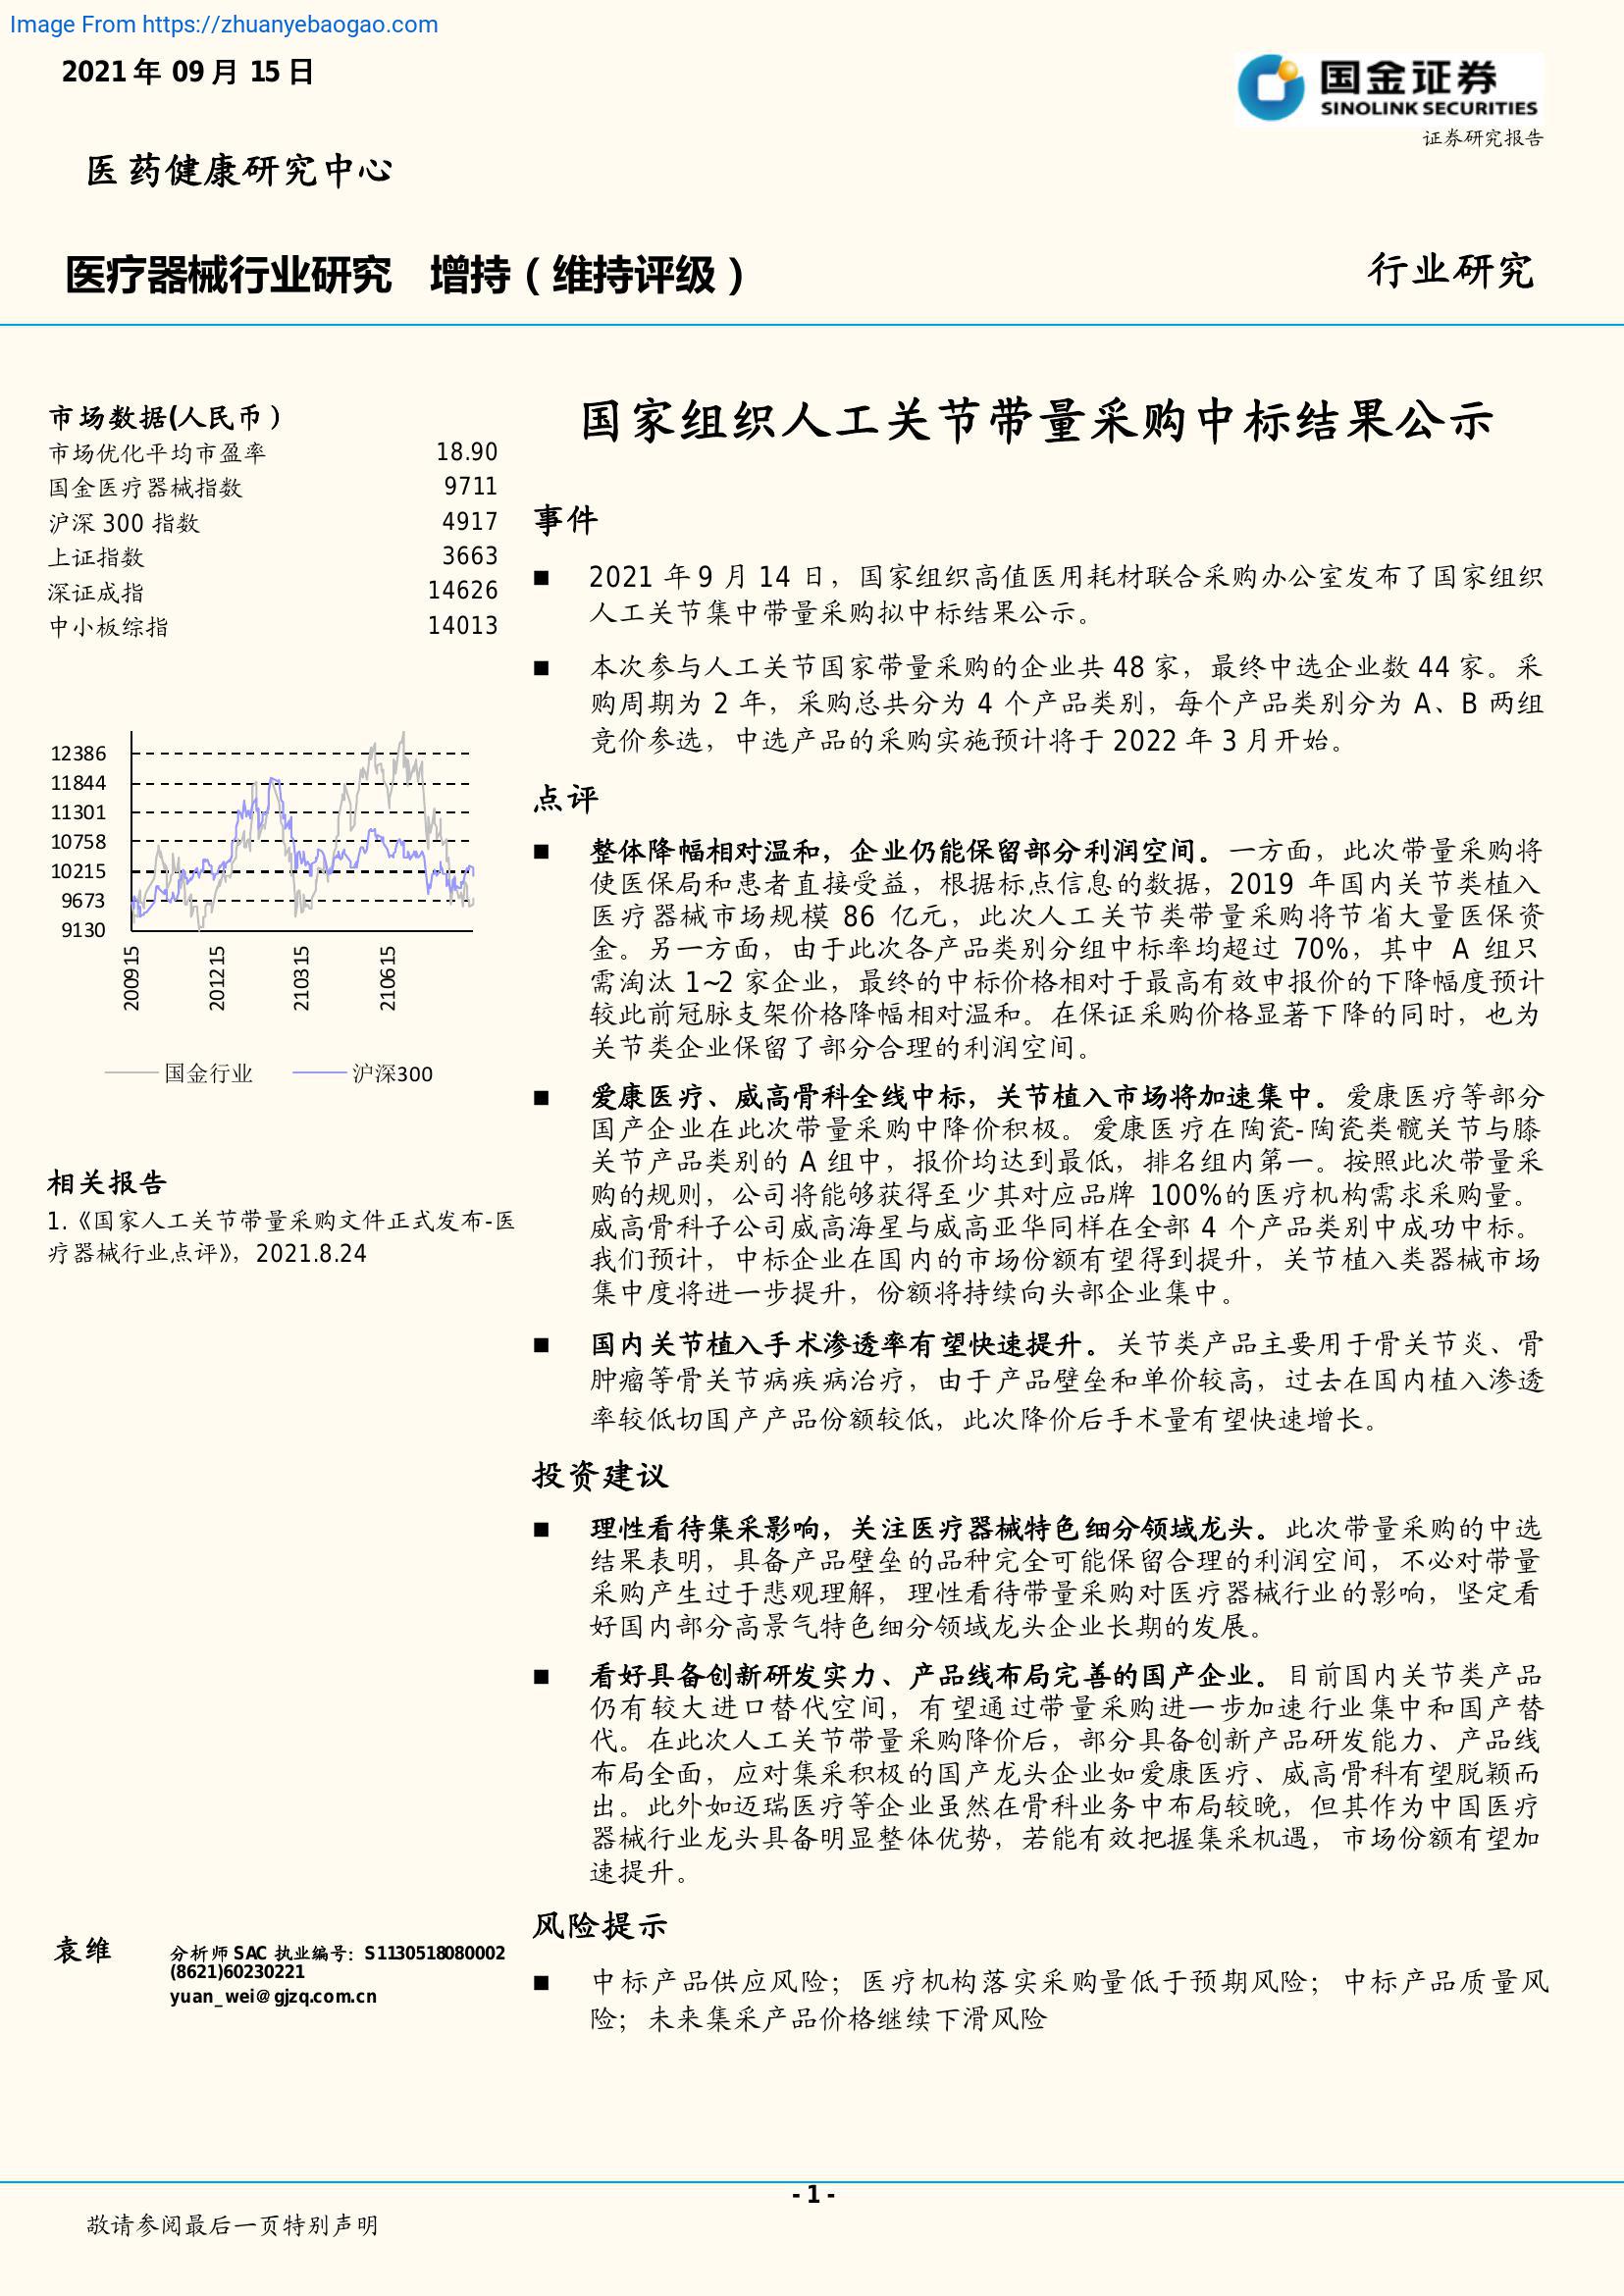 Image From https://zhuanyebaogao.com
2021 年 09 月 15 日
国金证券
SINOLINK SECURITIES
证券研究报告
医药健康研究中心
医疗器械行业研究 增持（维持评级）
行业研究
市场数据(人民币）
市场优化平均市盈率 18.90
国金医疗器械指数 9711
沪深 300 指数 4917
上证指数 3663
深证成指 14626
中小板综指 14013
12386
11844
11301
10758
10215
9673
9130
200915
201215
210315
210615
国金行业 沪深300
相关报告
1.《国家人工关节带量采购文件正式发布-医
疗器械行业点评》，2021.8.24
袁维
分析师 SAC 执业编号：S1130518080002
(8621)60230221
yuan_wei@gjzq.com.cn
国家组织人工关节带量采购中标结果公示
事件
■ 2021 年 9 月 14 日，国家组织高值医用耗材联合采购办公室发布了国家组织
人工关节集中带量采购拟中标结果公示。
■ 本次参与人工关节国家带量采购的企业共 48 家，最终中选企业数 44 家。采
购周期为 2 年，采购总共分为 4 个产品类别，每个产品类别分为 A、B 两组
竞价参选，中选产品的采购实施预计将于 2022 年 3 月开始。
点评
■ 整体降幅相对温和，企业仍能保留部分利润空间。一方面，此次带量采购将
使医保局和患者直接受益，根据标点信息的数据，2019 年国内关节类植入
医疗器械市场规模 86 亿元，此次人工关节类带量采购将节省大量医保资
金。另一方面，由于此次各产品类别分组中标率均超过 70%，其中 A 组只
需淘汰 1~2 家企业，最终的中标价格相对于最高有效申报价的下降幅度预计
较此前冠脉支架价格降幅相对温和。在保证采购价格显著下降的同时，也为
关节类企业保留了部分合理的利润空间。
■ 爱康医疗、威高骨科全线中标，关节植入市场将加速集中。爱康医疗等部分
国产企业在此次带量采购中降价积极。爱康医疗在陶瓷-陶瓷类髋关节与膝
关节产品类别的 A 组中，报价均达到最低，排名组内第一。按照此次带量采
购的规则，公司将能够获得至少其对应品牌 100%的医疗机构需求采购量。
威高骨科子公司威高海星与威高亚华同样在全部 4 个产品类别中成功中标。
我们预计，中标企业在国内的市场份额有望得到提升，关节植入类器械市场
集中度将进一步提升，份额将持续向头部企业集中。
■ 国内关节植入手术渗透率有望快速提升。关节类产品主要用于骨关节炎、骨
肿瘤等骨关节病疾病治疗，由于产品壁垒和单价较高，过去在国内植入渗透
率较低切国产产品份额较低，此次降价后手术量有望快速增长。
投资建议
■ 理性看待集采影响，关注医疗器械特色细分领域龙头。此次带量采购的中选
结果表明，具备产品壁垒的品种完全可能保留合理的利润空间，不必对带量
采购产生过于悲观理解，理性看待带量采购对医疗器械行业的影响，坚定看
好国内部分高景气特色细分领域龙头企业长期的发展。
■ 看好具备创新研发实力、产品线布局完善的国产企业。目前国内关节类产品
仍有较大进口替代空间，有望通过带量采购进一步加速行业集中和国产替
代。在此次人工关节带量采购降价后，部分具备创新产品研发能力、产品线
布局全面，应对集采积极的国产龙头企业如爱康医疗、威高骨科有望脱颖而
出。此外如迈瑞医疗等企业虽然在骨科业务中布局较晚，但其作为中国医疗
器械行业龙头具备明显整体优势，若能有效把握集采机遇，市场份额有望加
速提升。
风险提示
■ 中标产品供应风险；医疗机构落实采购量低于预期风险；中标产品质量风
险；未来集采产品价格继续下滑风险
- 1 -
敬请参阅最后一页特别声明